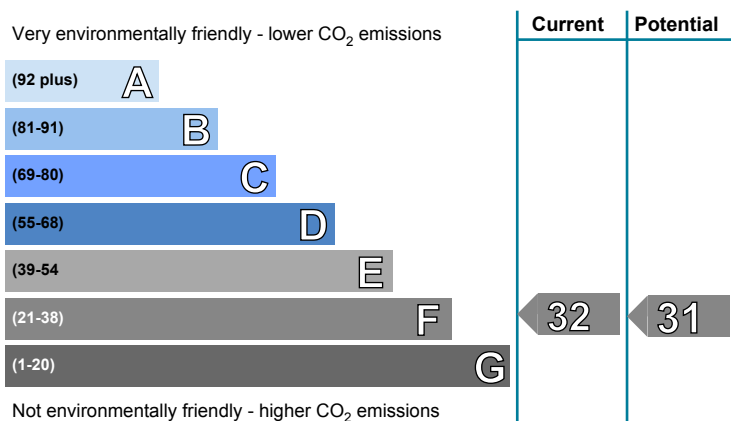 Very environmentally friendly - lower CO₂ emissions
Current
Potential
(92 plus) A
(81-91) B
(69-80) C
(55-68) D
(39-54 E
(21-38) F
32
31
(1-20) G
Not environmentally friendly - higher CO₂ emissions